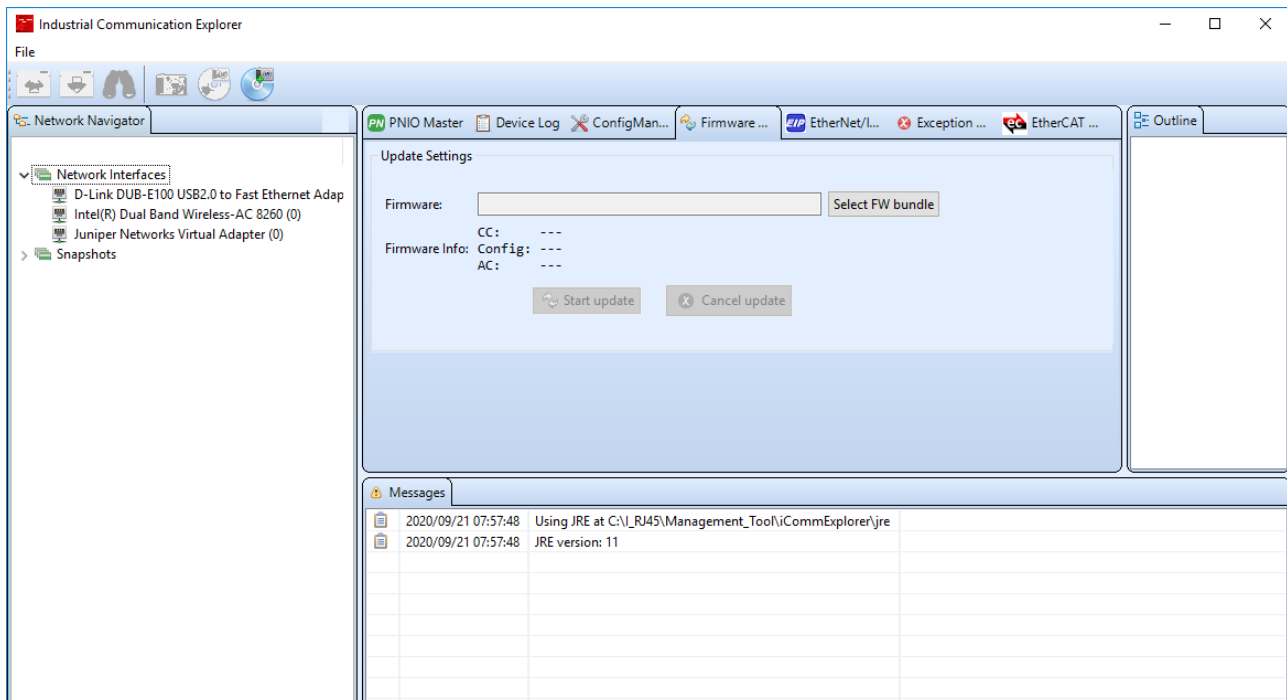 Industrial Communication Explorer
File
Network Navigator
Network Interfaces
D-Link DUB-E100 USB2.0 to Fast Ethernet Adap
Intel(R) Dual Band Wireless-AC 8260 (0)
Juniper Networks Virtual Adapter (0)
Snapshots
PN PNIO Master Device Log ConfigMan... Firmware ... EIP EtherNet/I... Exception ... ec EtherCAT ...
Update Settings
Firmware: Select FW bundle
CC: ---
Firmware Info: Config: ---
AC: ---
Start update Cancel update
Outline
Messages
2020/09/21 07:57:48 Using JRE at C:\I_RJ45\Management_Tool\iCommExplorer\jre
2020/09/21 07:57:48 JRE version: 11